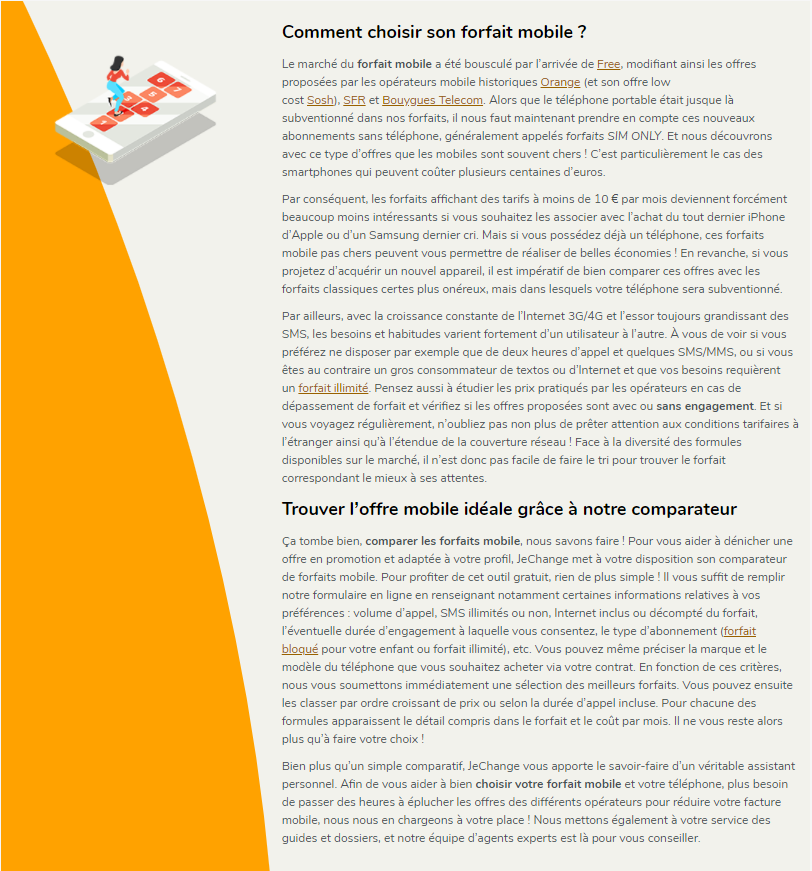 Comment choisir son forfait mobile ?
Le marché du forfait mobile a été bousculé par l'arrivée de Free, modifiant ainsi les offres
proposées par les opérateurs mobile historiques Orange (et son offre low
cost Sosh), SFR et Bouygues Telecom. Alors que le téléphone portable était jusque là
subventionné dans nos forfaits, il nous faut maintenant prendre en compte ces nouveaux
abonnements sans téléphone, généralement appelés forfaits SIM ONLY. Et nous découvrons
avec ce type d'offres que les mobiles sont souvent chers ! C'est particulièrement le cas des
smartphones qui peuvent coûter plusieurs centaines d'euros.
Par conséquent, les forfaits affichant des tarifs à moins de 10 € par mois deviennent forcément
beaucoup moins intéressants si vous souhaitez les associer avec l'achat du tout dernier iPhone
d'Apple ou d'un Samsung dernier cri. Mais si vous possédez déjà un téléphone, ces forfaits
mobile pas chers peuvent vous permettre de réaliser de belles économies ! En revanche, si vous
projetez d'acquérir un nouvel appareil, il est impératif de bien comparer ces offres avec les
forfaits classiques certes plus onéreux, mais dans lesquels votre téléphone sera subventionné.
Par ailleurs, avec la croissance constante de l'Internet 3G/4G et l'essor toujours grandissant des
SMS, les besoins et habitudes varient fortement d'un utilisateur à l'autre. À vous de voir si vous
préférez ne disposer par exemple que de deux heures d'appel et quelques SMS/MMS, ou si vous
êtes au contraire un gros consommateur de textos ou d'Internet et que vos besoins requièrent
un forfait illimité. Pensez aussi à étudier les prix pratiqués par les opérateurs en cas de
dépassement de forfait et vérifiez si les offres proposées sont avec ou sans engagement. Et si
vous voyagez régulièrement, n'oubliez pas non plus de prêter attention aux conditions tarifaires à
l'étranger ainsi qu'à l'étendue de la couverture réseau ! Face à la diversité des formules
disponibles sur le marché, il n'est donc pas facile de faire le tri pour trouver le forfait
correspondant le mieux à ses attentes.
Trouver l'offre mobile idéale grâce à notre comparateur
Ça tombe bien, comparer les forfaits mobile, nous savons faire ! Pour vous aider à dénicher une
offre en promotion et adaptée à votre profil, JeChange met à votre disposition son comparateur
de forfaits mobile. Pour profiter de cet outil gratuit, rien de plus simple ! Il vous suffit de remplir
notre formulaire en ligne en renseignant notamment certaines informations relatives à vos
préférences : volume d'appel, SMS illimités ou non, Internet inclus ou décompté du forfait,
l'éventuelle durée d'engagement à laquelle vous consentez, le type d'abonnement (forfait
bloqué pour votre enfant ou forfait illimité), etc. Vous pouvez même préciser la marque et le
modèle du téléphone que vous souhaitez acheter via votre contrat. En fonction de ces critères,
nous vous soumettons immédiatement une sélection des meilleurs forfaits. Vous pouvez ensuite
les classer par ordre croissant de prix ou selon la durée d'appel incluse. Pour chacune des
formules apparaissent le détail compris dans le forfait et le coût par mois. Il ne vous reste alors
plus qu'à faire votre choix !
Bien plus qu'un simple comparatif, JeChange vous apporte le savoir-faire d'un véritable assistant
personnel. Afin de vous aider à bien choisir votre forfait mobile et votre téléphone, plus besoin
de passer des heures à éplucher les offres des différents opérateurs pour réduire votre facture
mobile, nous nous en chargeons à votre place ! Nous mettons également à votre service des
guides et dossiers, et notre équipe d'agents experts est là pour vous conseiller.